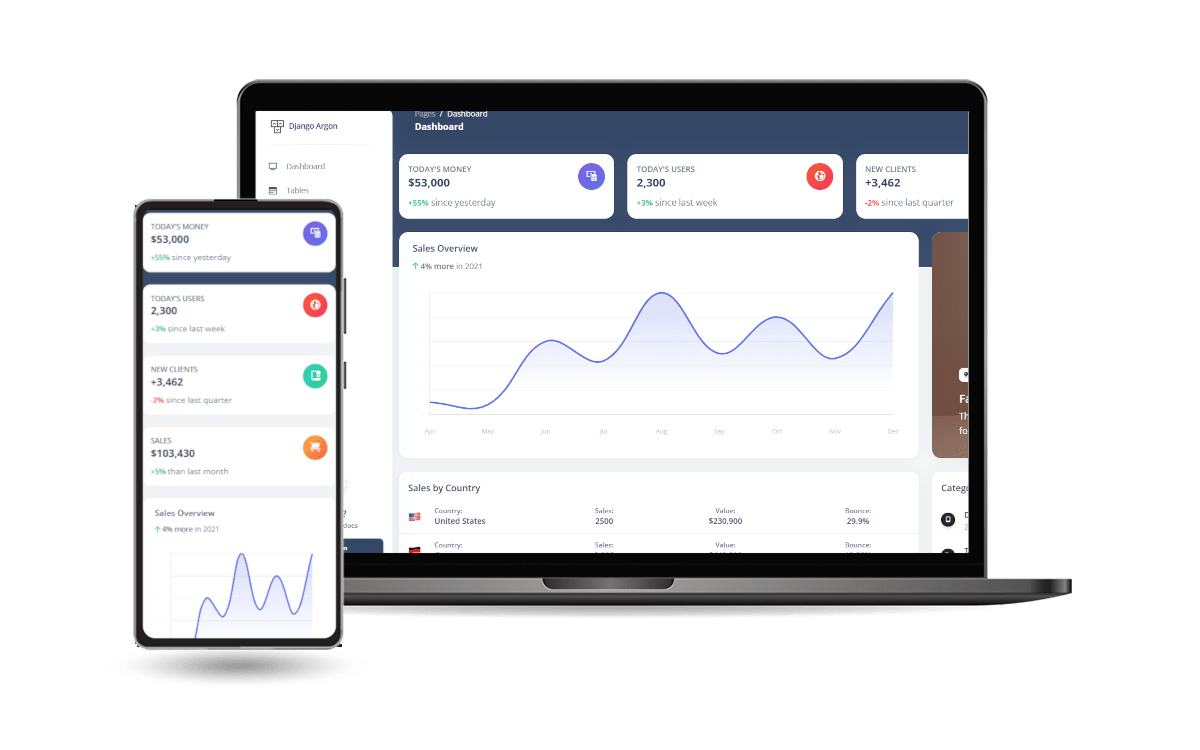 Pages / Dashboard
Django Argon
Dashboard
Dashboard
Tables
TODAY'S MONEY
$53,000
+55% since yesterday
TODAY'S USERS
2,300
+3% since last week
NEW CLIENTS
+3,462
-2% since last quarter
Sales Overview
4% more in 2021
Apr May Jun Jul Aug Sep Oct Nov Dec
Sales by Country
Country: Sales: Value: Bounce:
United States 2500 $230,900 29.9%
Country: Sales: Value: Bounce:
?
docs
TODAY'S MONEY
$53,000
+55% since yesterday
TODAY'S USERS
2,300
+3% since last week
NEW CLIENTS
+3,462
-2% since last quarter
SALES
$103,430
+5% than last month
Sales Overview
4% more in 2021